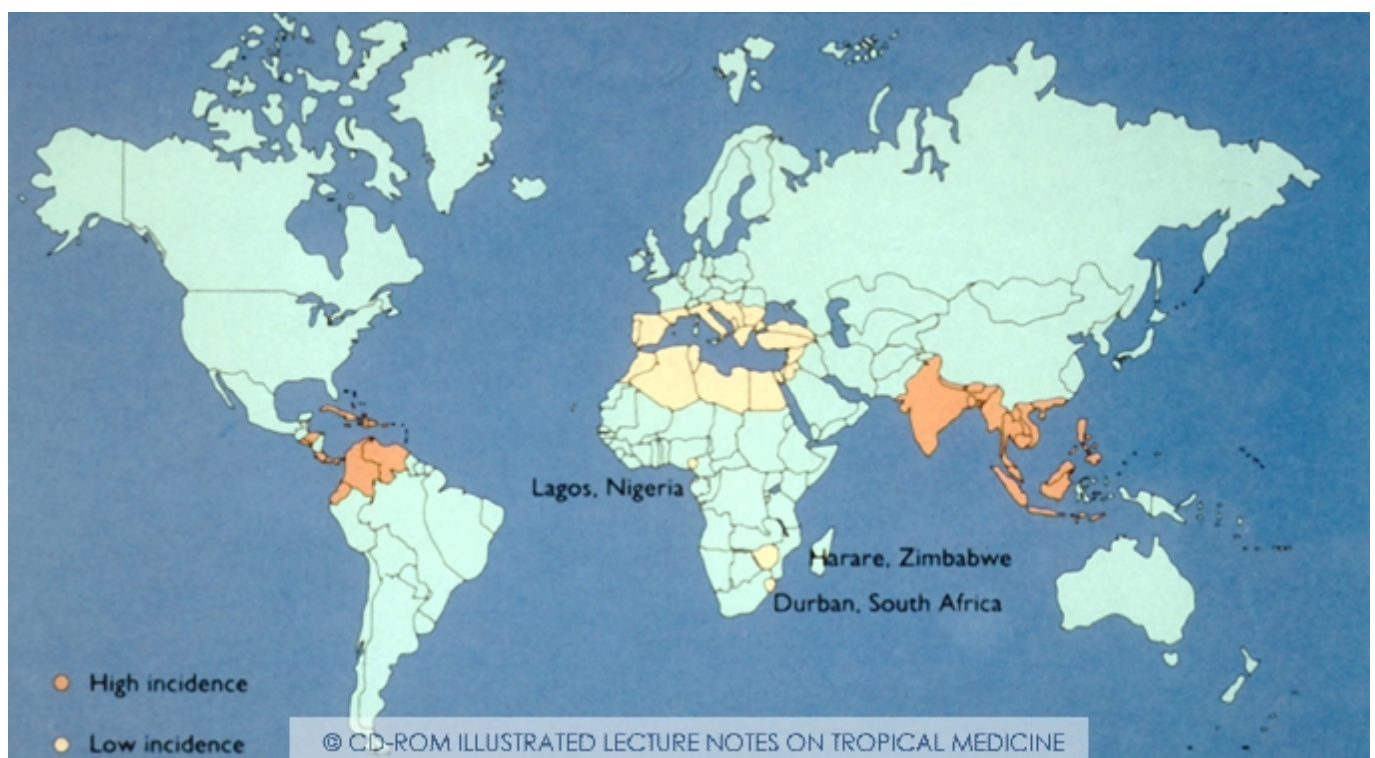 Lagos, Nigeria
Harare, Zimbabwe
Durban, South Africa
High incidence
Low incidence
© CD-ROM ILLUSTRATED LECTURE NOTES ON TROPICAL MEDICINE